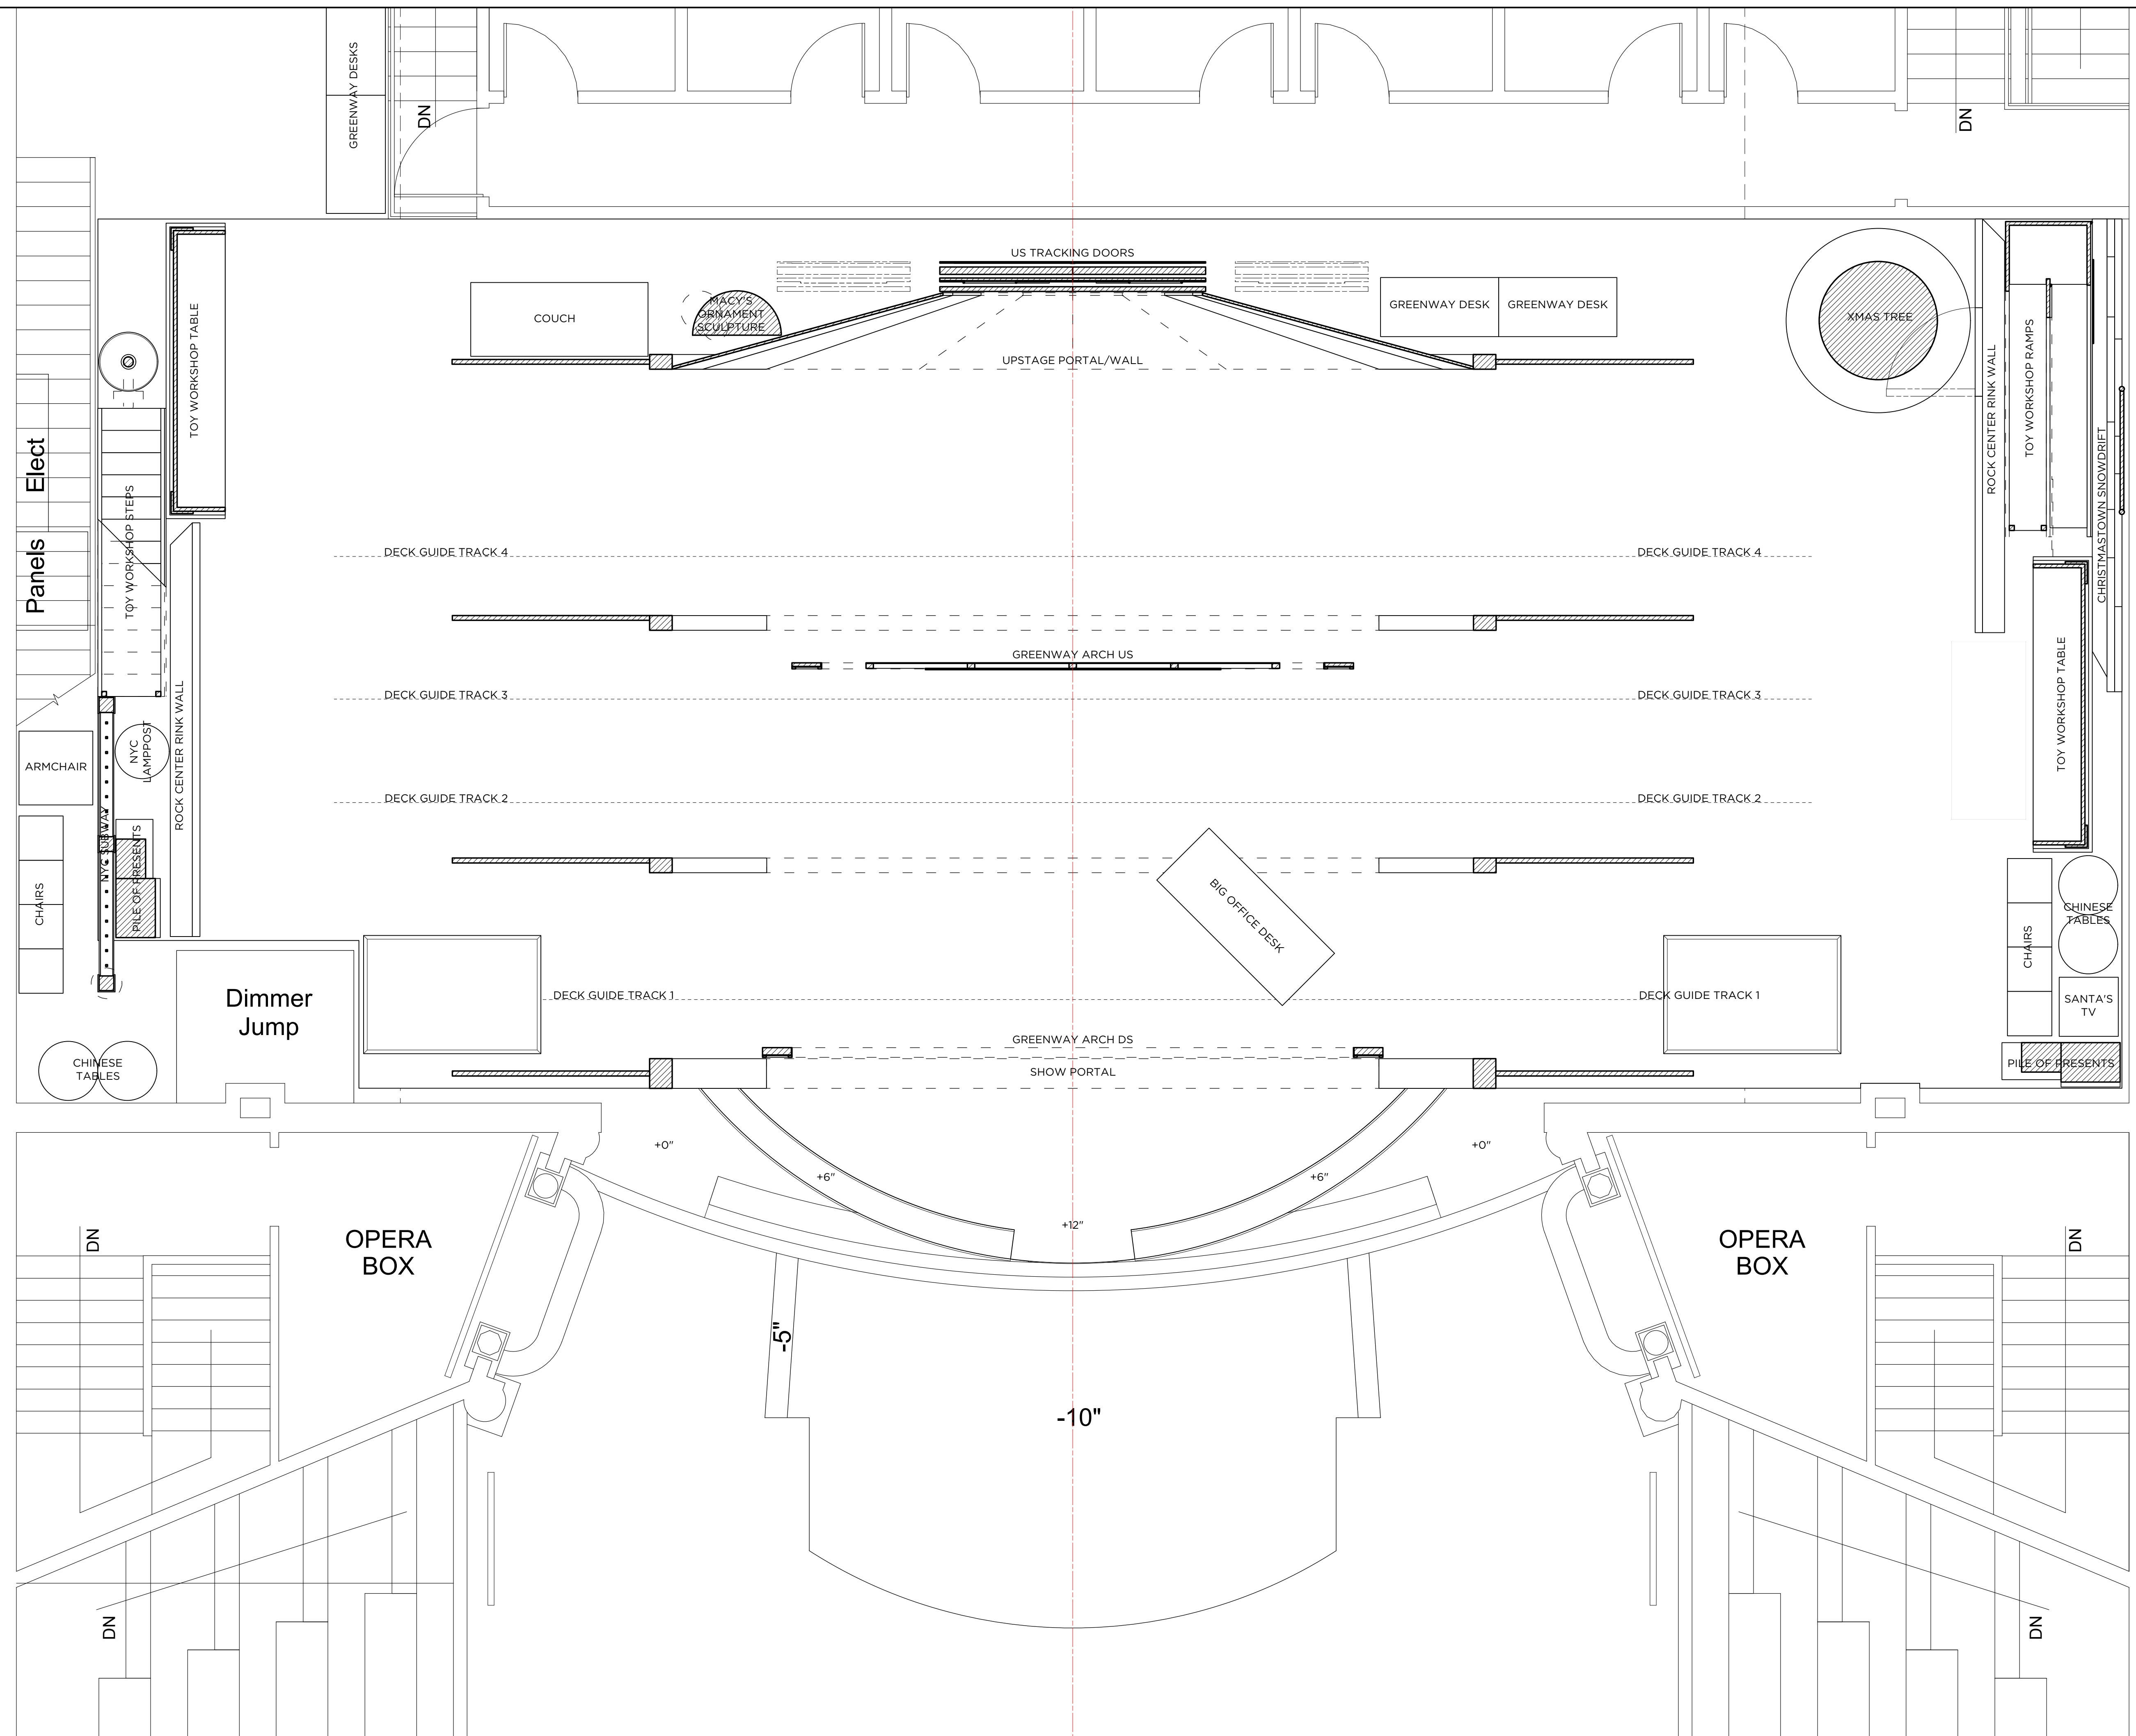 GREENWAY DESKS
DN
DN
US TRACKING DOORS
COUCH
MACY'S
ORNAMENT
SCULPTURE
GREENWAY DESK
GREENWAY DESK
XMAS TREE
UPSTAGE PORTAL/WALL
TOY WORKSHOP TABLE
ROCK CENTER RINK WALL
TOY WORKSHOP RAMPS
CHRISTMASTOWN SNOWDRIFT
Panels Elect
TOY WORKSHOP STEPS
DECK GUIDE TRACK 4
DECK GUIDE TRACK 4
GREENWAY ARCH US
DECK GUIDE TRACK 3
DECK GUIDE TRACK 3
TOY WORKSHOP TABLE
ARMCHAIR
NYC
LAMPPOST
ROCK CENTER RINK WALL
DECK GUIDE TRACK 2
DECK GUIDE TRACK 2
NYC SUBWAY
PILE OF PRESENTS
CHAIRS
BIG OFFICE DESK
CHINESE
TABLES
CHAIRS
Dimmer
Jump
DECK GUIDE TRACK 1
DECK GUIDE TRACK 1
SANTA'S
TV
GREENWAY ARCH DS
SHOW PORTAL
CHINESE
TABLES
PILE OF PRESENTS
+0"
+0"
+6"
+6"
+12"
DN
OPERA
BOX
OPERA
BOX
DN
-5"
-10"
DN
DN